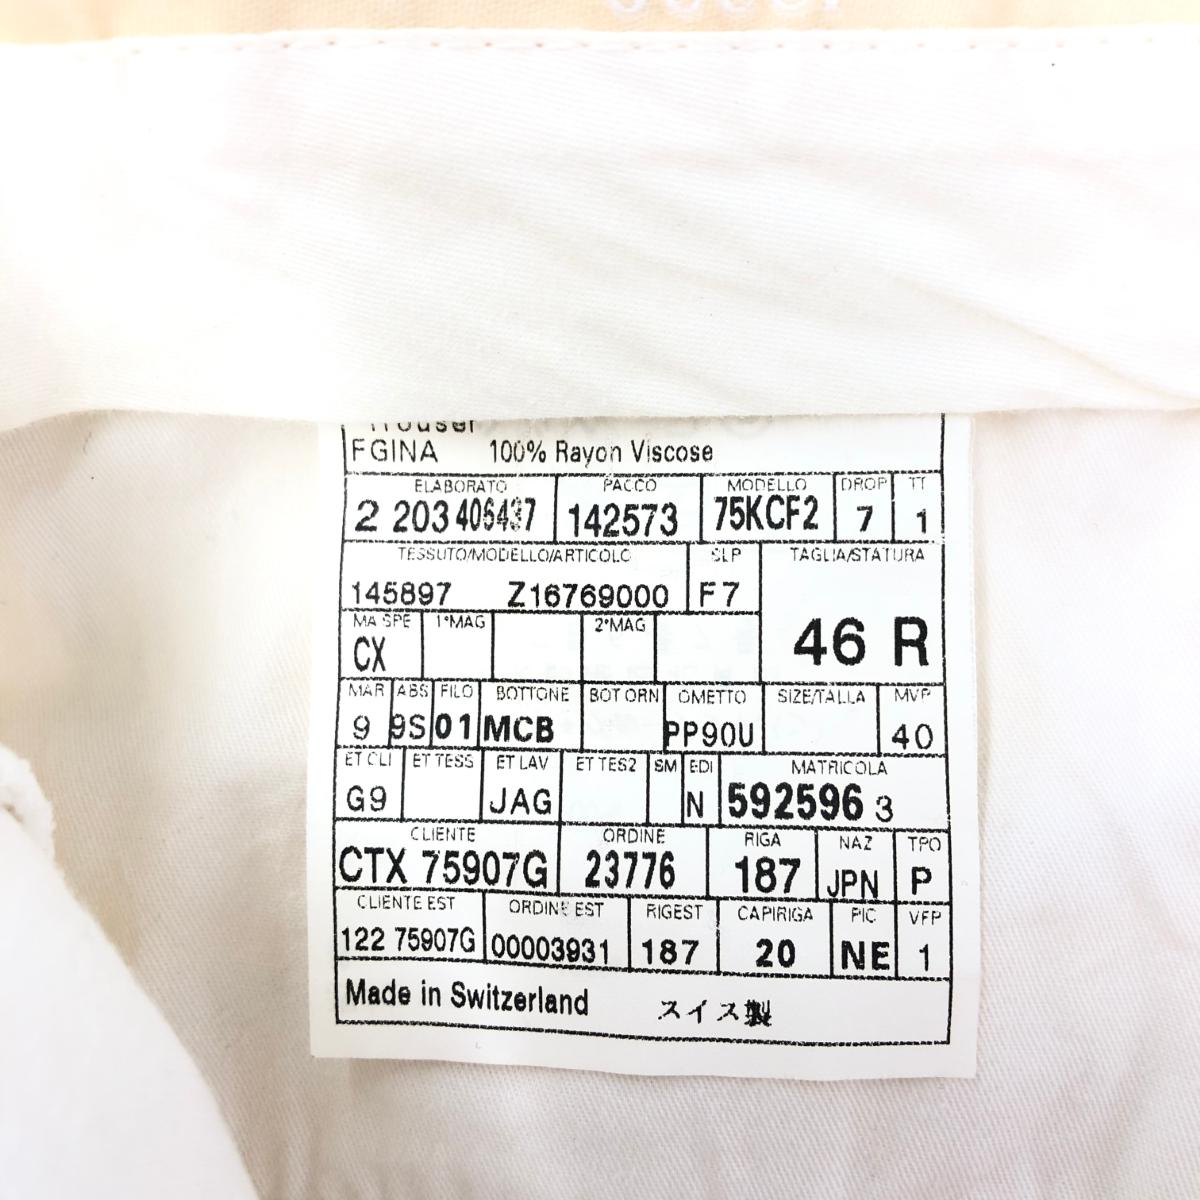 Trouser
FGINA 100% Rayon Viscose
ELABORATO PACCO MODELLO DROP TT
2 203 406437 142573 75KCF2 7 1
TESSUTO/MODELLO/ARTICOLO SLP TAGLIA/STATURA
145897 Z16769000 F7 46 R
MA SPE 1°MAG 2°MAG
CX
MAR ABS FILO BOTTONE BOT ORN OMETTO SIZE/TALLA MVP
9 9S 01 MCB PP90U 40
ET CLI ET TESS ET LAV ET TES2 SM EDI MATRICOLA
G9 JAG N 592596 3
CLIENTE ORDINE RIGA NAZ TPO
CTX 75907G 23776 187 JPN P
CLIENTE EST ORDINE EST RIGEST CAPIRIGA PIC VFP
122 75907G 00003931 187 20 NE 1
Made in Switzerland スイス製